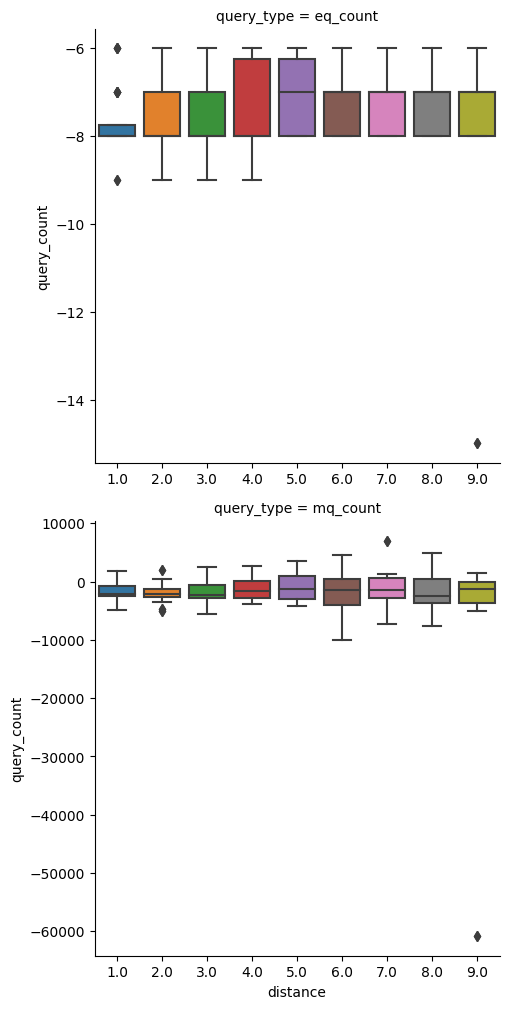 query_type = eq_count
−6
−8
−10
−12
−14
query_count
1.0 2.0 3.0 4.0 5.0 6.0 7.0 8.0 9.0
query_type = mq_count
10000
0
−10000
−20000
−30000
−40000
−50000
−60000
query_count
1.0 2.0 3.0 4.0 5.0 6.0 7.0 8.0 9.0
distance